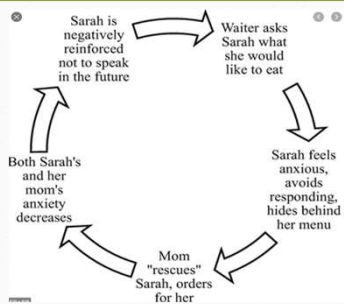 Sarah is
negatively
reinforced
not to speak
in the future
Waiter asks
Sarah what
she would
like to eat
Sarah feels
anxious,
avoids
responding,
hides behind
her menu
Mom
"rescues"
Sarah, orders
for her
Both Sarah's
and her
mom's
anxiety
decreases